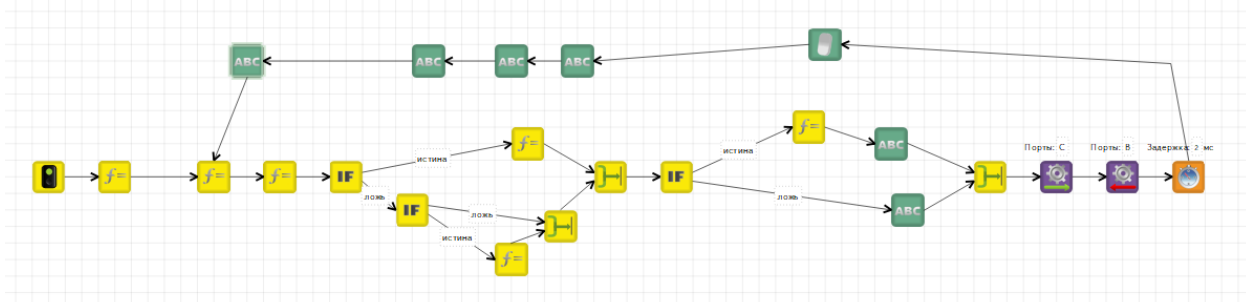 ABC
ABC
ABC
ABC
истина
истина
ABC
Порты: C
Порты: B
Задержка: 2 мс
f=
f=
f=
f=
IF
IF
f=
ложь
ложь
ложь
IF
ABC
истина
f=